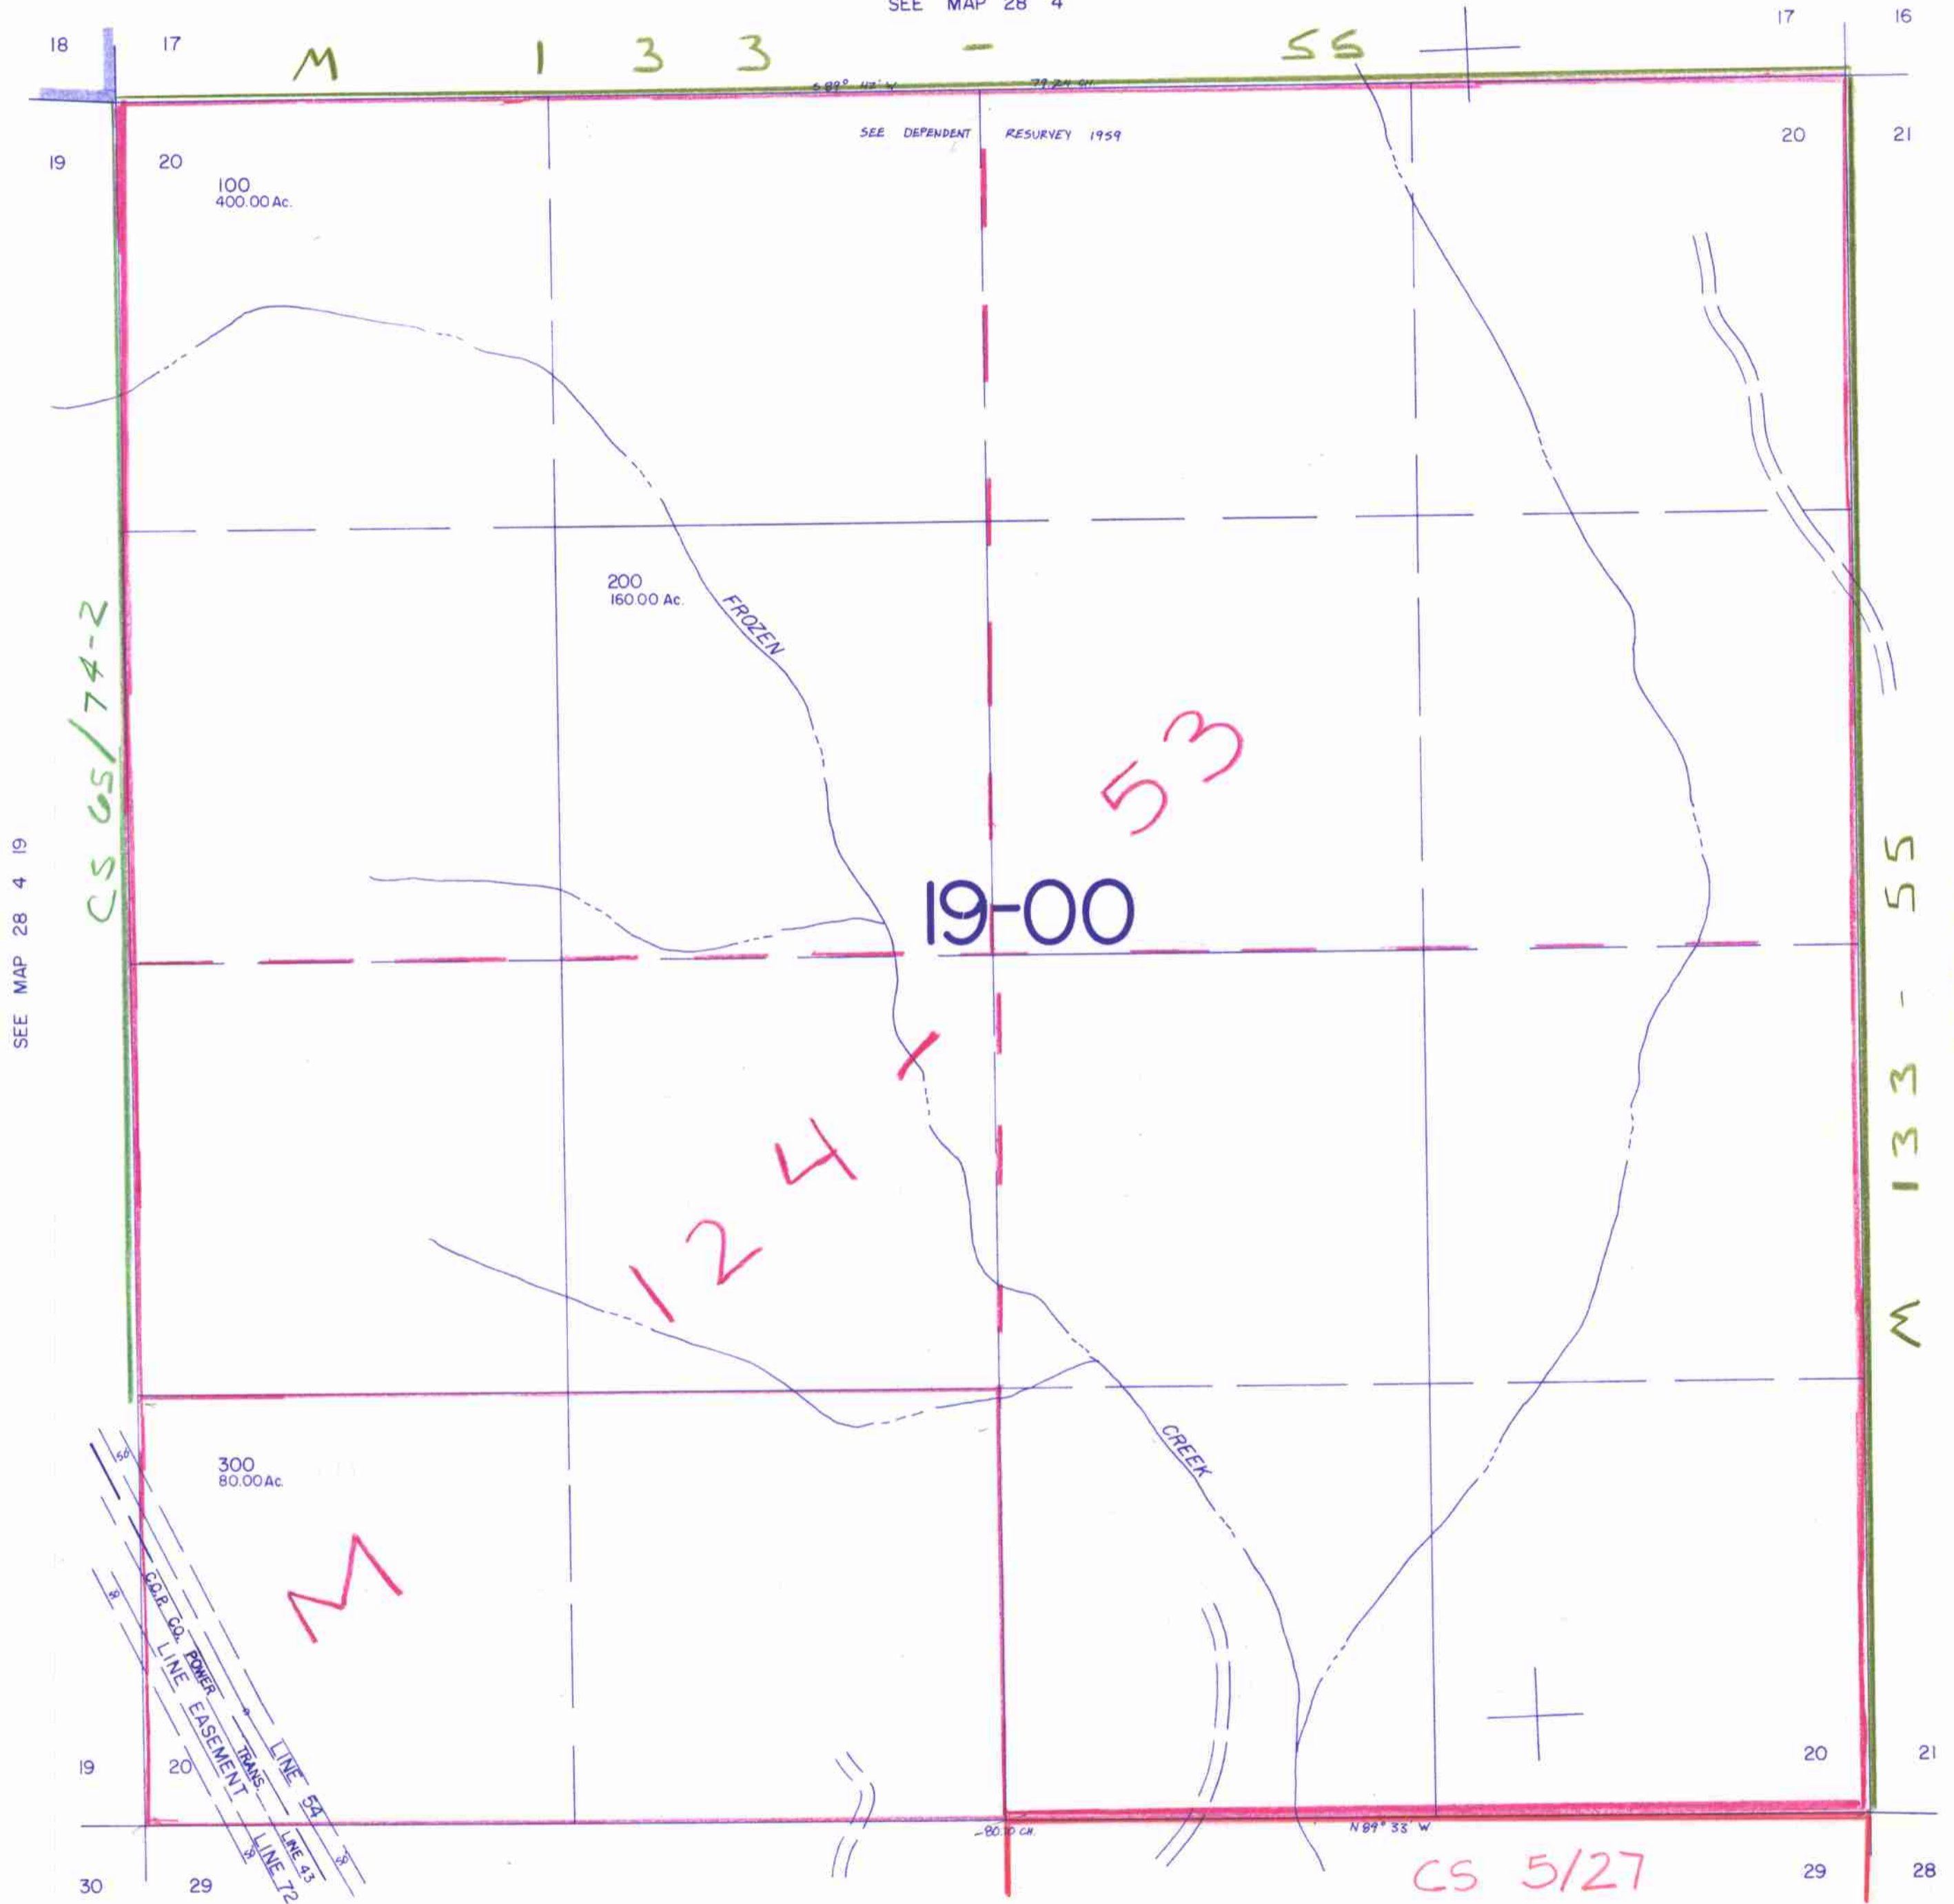 SEE MAP 28 4
18 17 17 16
M 133 - 55
S 89° 43' W 79.24 CH.
SEE DEPENDENT RESURVEY 1959
19 20 20 21
100
400.00 Ac.
200
160.00 Ac.
FROZEN
CS 65/74-2
53
19-00
SEE MAP 28 4 19
M 133 - 55
M 124 -
CREEK
300
80.00 Ac.
50'
C.O.P. CO. POWER TRANS.
LINE EASEMENT
LINE 54
LINE 43
LINE 72
19 20 20 21
-80.10 CH.
N 89° 33' W
CS 5/27
30 29 29 28